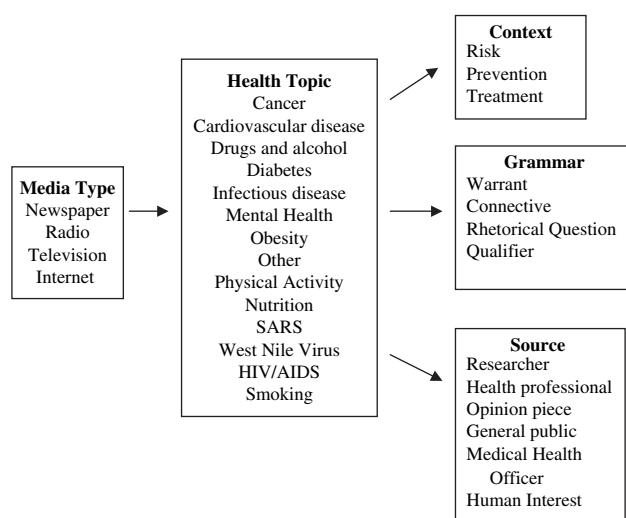 Media Type
Newspaper
Radio
Television
Internet
Health Topic
Cancer
Cardiovascular disease
Drugs and alcohol
Diabetes
Infectious disease
Mental Health
Obesity
Other
Physical Activity
Nutrition
SARS
West Nile Virus
HIV/AIDS
Smoking
Context
Risk
Prevention
Treatment
Grammar
Warrant
Connective
Rhetorical Question
Qualifier
Source
Researcher
Health professional
Opinion piece
General public
Medical Health
Officer
Human Interest